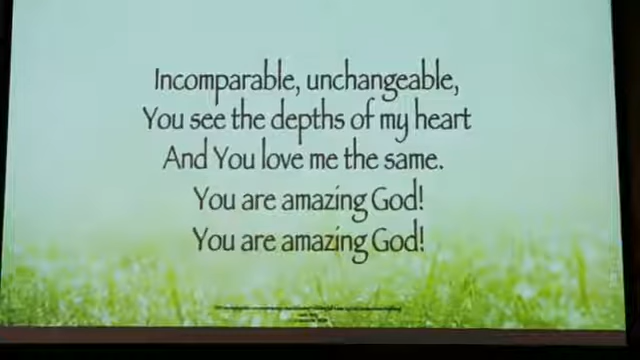 Incomparable, unchangeable,
You see the depths of my heart
And You love me the same.
You are amazing God!
You are amazing God!